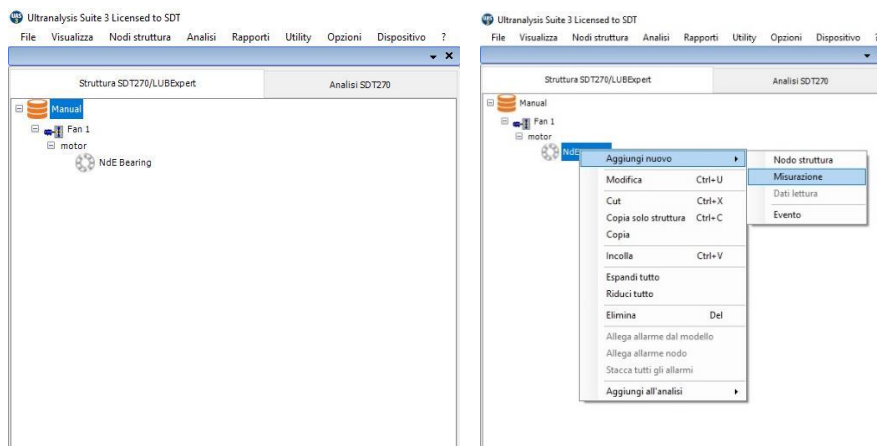 Ultranalysis Suite 3 Licensed to SDT
File Visualizza Nodi struttura Analisi Rapporti Utility Opzioni Dispositivo ?
Struttura SDT270/LUBExpert Analisi SDT270
Manual
Fan 1
motor
NdE Bearing
Ultranalysis Suite 3 Licensed to SDT
File Visualizza Nodi struttura Analisi Rapporti Utility Opzioni Dispositivo ?
Struttura SDT270/LUBExpert Analisi SDT270
Manual
Fan 1
motor
NdE
Aggiungi nuovo
Modifica Ctrl+U
Cut Ctrl+X
Copia solo struttura Ctrl+C
Copia
Incolla Ctrl+V
Espandi tutto
Riduci tutto
Elimina Del
Allega allarme dal modello
Allega allarme nodo
Stacca tutti gli allarmi
Aggiungi all'analisi
Nodo struttura
Misurazione
Dati lettura
Evento